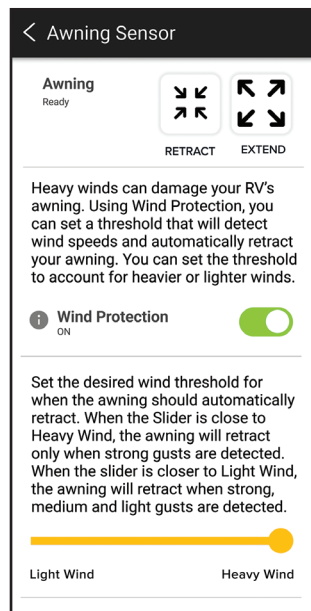 Awning Sensor
Awning
Ready
RETRACT
EXTEND
Heavy winds can damage your RV's
awning. Using Wind Protection, you
can set a threshold that will detect
wind speeds and automatically retract
your awning. You can set the threshold
to account for heavier or lighter winds.
Wind Protection
ON
Set the desired wind threshold for
when the awning should automatically
retract. When the Slider is close to
Heavy Wind, the awning will retract
only when strong gusts are detected.
When the slider is closer to Light Wind,
the awning will retract when strong,
medium and light gusts are detected.
Light Wind
Heavy Wind